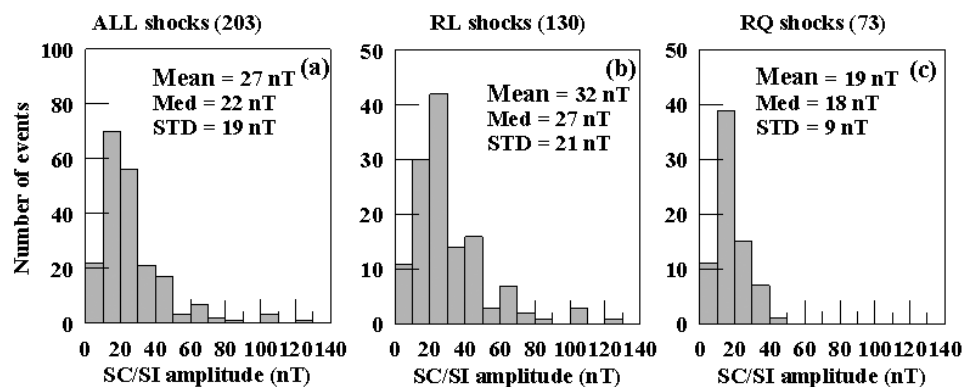 ALL shocks (203)
RL shocks (130)
RQ shocks (73)
Number of events
100
80
60
40
20
0
(a)
Mean = 27 nT
Med = 22 nT
STD = 19 nT
0 20 40 60 80 100 120 140
SC/SI amplitude (nT)
50
40
30
20
10
0
(b)
Mean = 32 nT
Med = 27 nT
STD = 21 nT
0 20 40 60 80 100 120 140
SC/SI amplitude (nT)
50
40
30
20
10
0
(c)
Mean = 19 nT
Med = 18 nT
STD = 9 nT
0 20 40 60 80 100 120 140
SC/SI amplitude (nT)